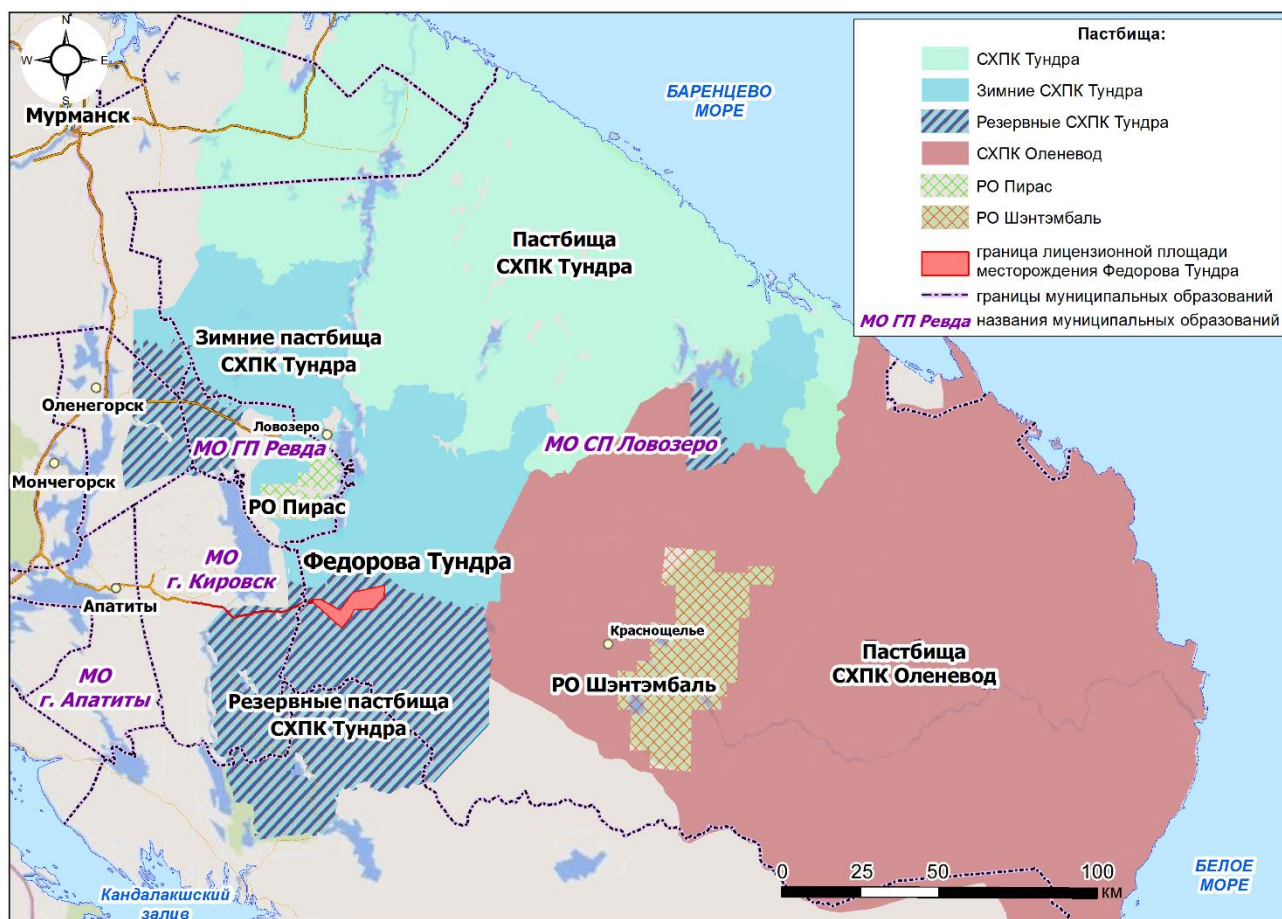 N
W
E
S
Мурманск
БАРЕНЦЕВО
МОРЕ
Пастбища:
СХПК Тундра
Зимние СХПК Тундра
Резервные СХПК Тундра
СХПК Оленевод
РО Пирас
РО Шэнтэмбаль
граница лицензионной площади
месторождения Федорова Тундра
границы муниципальных образований
МО ГП Ревда
названия муниципальных образований
Пастбища
СХПК Тундра
Зимние пастбища
СХПК Тундра
Оленегорск
Ловозеро
МО ГП Ревда
МО СП Ловозеро
Мончегорск
РО Пирас
Федорова Тундра
МО
г. Кировск
Апатиты
Краснощелье
МО
г. Апатиты
РО Шэнтэмбаль
Пастбища
СХПК Оленевод
Резервные пастбища
СХПК Тундра
0
25
50
100
КМ
БЕЛОЕ
МОРЕ
Кандалакшский
залив